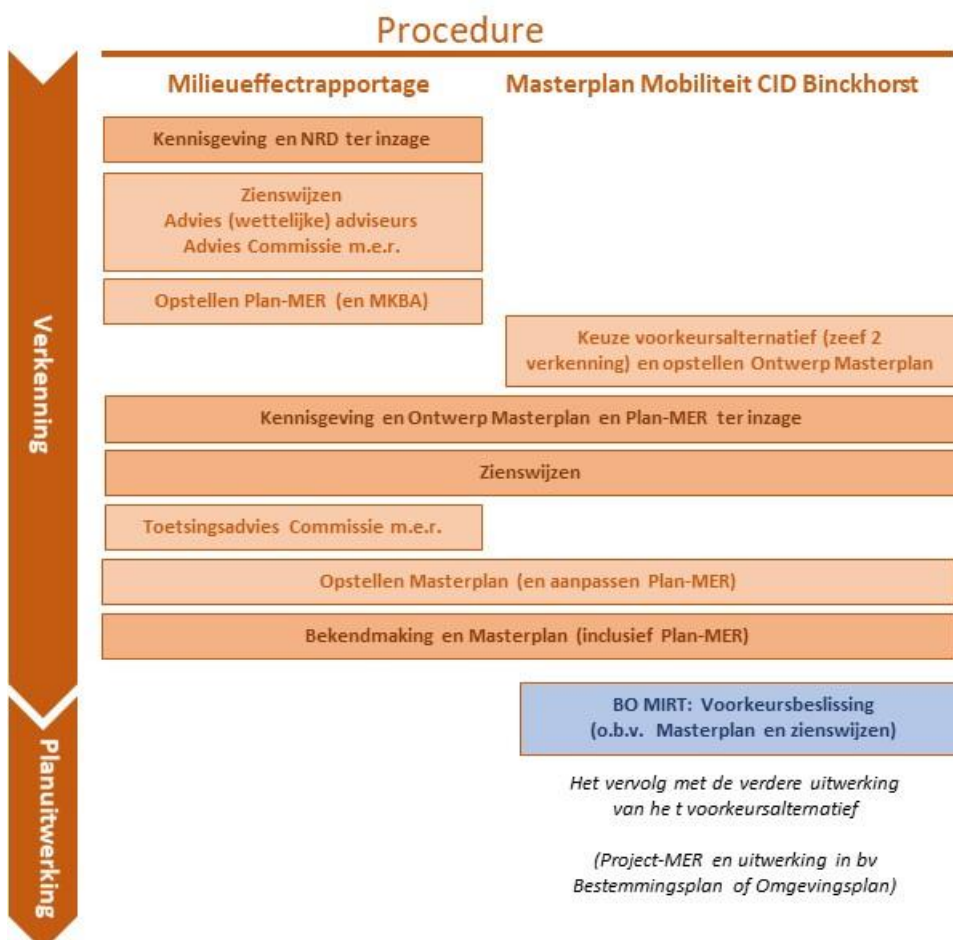 Procedure
Milieueffectrapportage
Masterplan Mobiliteit CID Binckhorst
Kennisgeving en NRD ter inzage
Zienswijzen
Advies (wettelijke) adviseurs
Advies Commissie m.e.r.
Opstellen Plan-MER (en MKBA)
Keuze voorkeursalternatief (zeef 2
verkenning) en opstellen Ontwerp Masterplan
Kennisgeving en Ontwerp Masterplan en Plan-MER ter inzage
Zienswijzen
Toetsingsadvies Commissie m.e.r.
Opstellen Masterplan (en aanpassen Plan-MER)
Bekendmaking en Masterplan (inclusief Plan-MER)
Verkenning
BO MIRT: Voorkeursbeslissing
(o.b.v. Masterplan en zienswijzen)
Het vervolg met de verdere uitwerking
van he t voorkeursalternatief
(Project-MER en uitwerking in bv
Bestemmingsplan of Omgevingsplan)
Planuitwerking